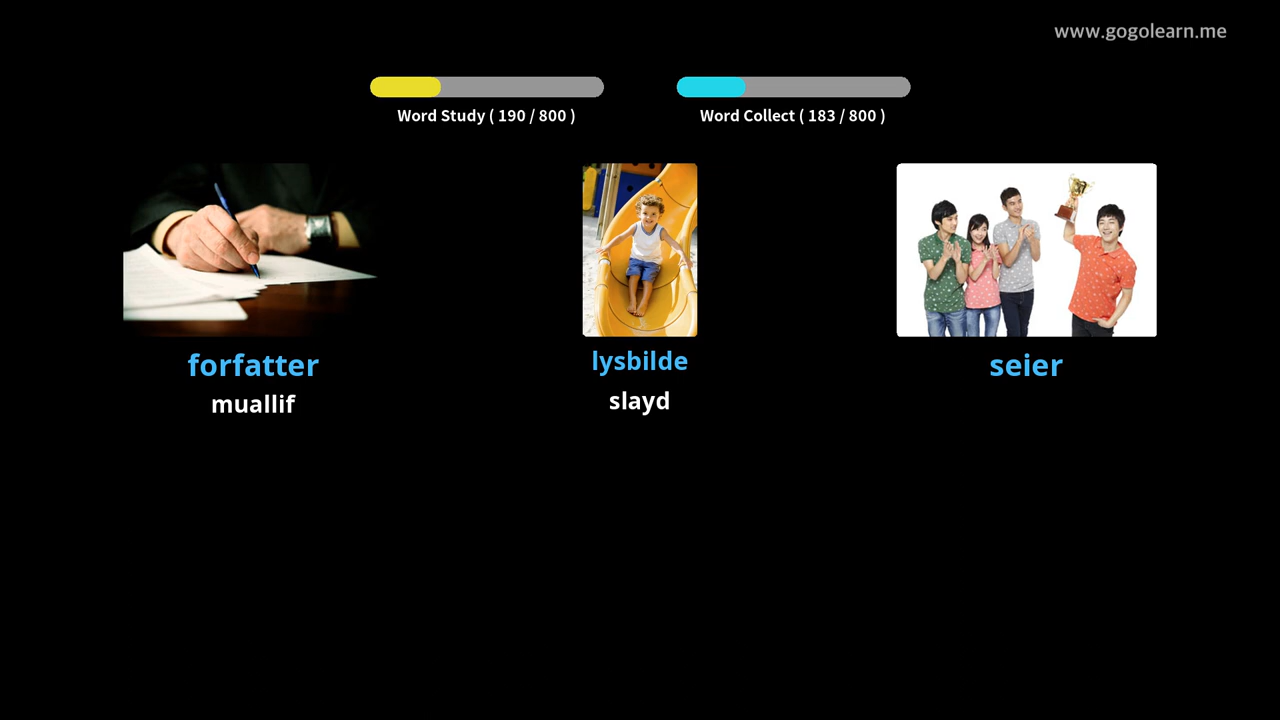 www.gogolearn.me
Word Study ( 190 / 800 )
Word Collect ( 183 / 800 )
forfatter
muallif
lysbilde
slayd
seier